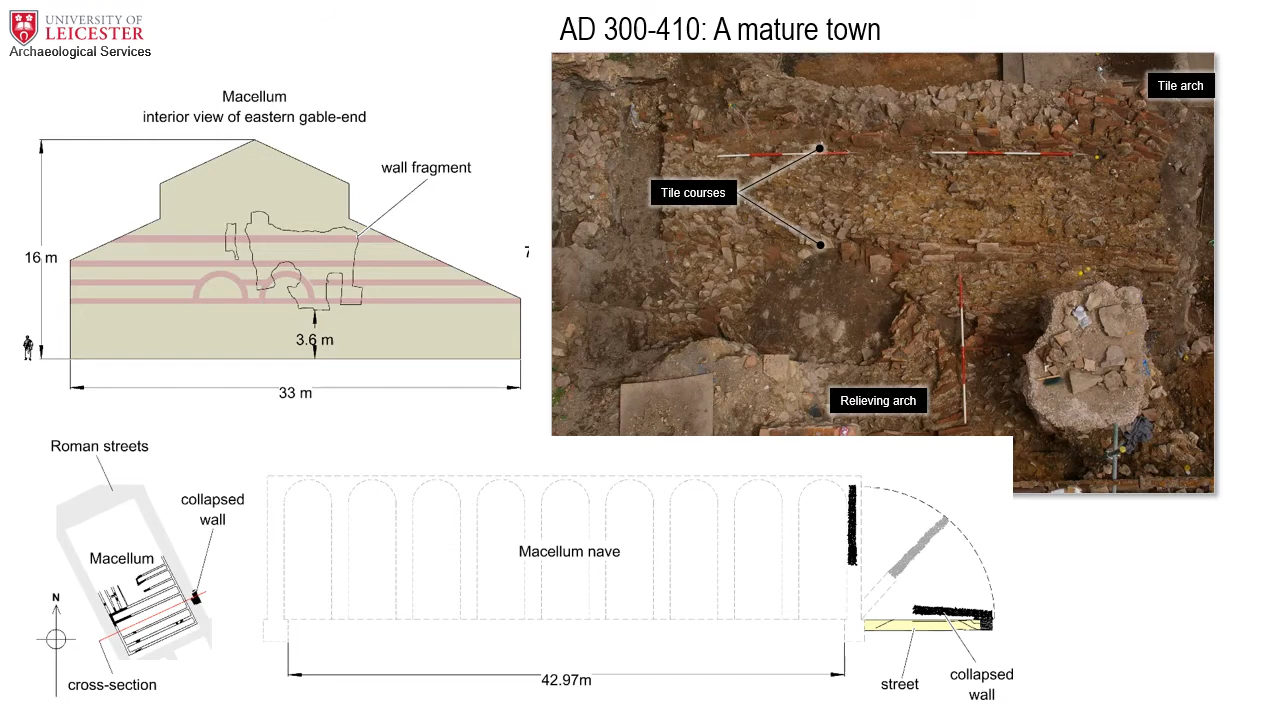 UNIVERSITY OF
LEICESTER
Archaeological Services
AD 300-410: A mature town
Macellum
interior view of eastern gable-end
wall fragment
16 m
3.6 m
33 m
Tile arch
Tile courses
Relieving arch
Roman streets
collapsed
wall
Macellum
N
cross-section
Macellum nave
42.97m
street
collapsed
wall